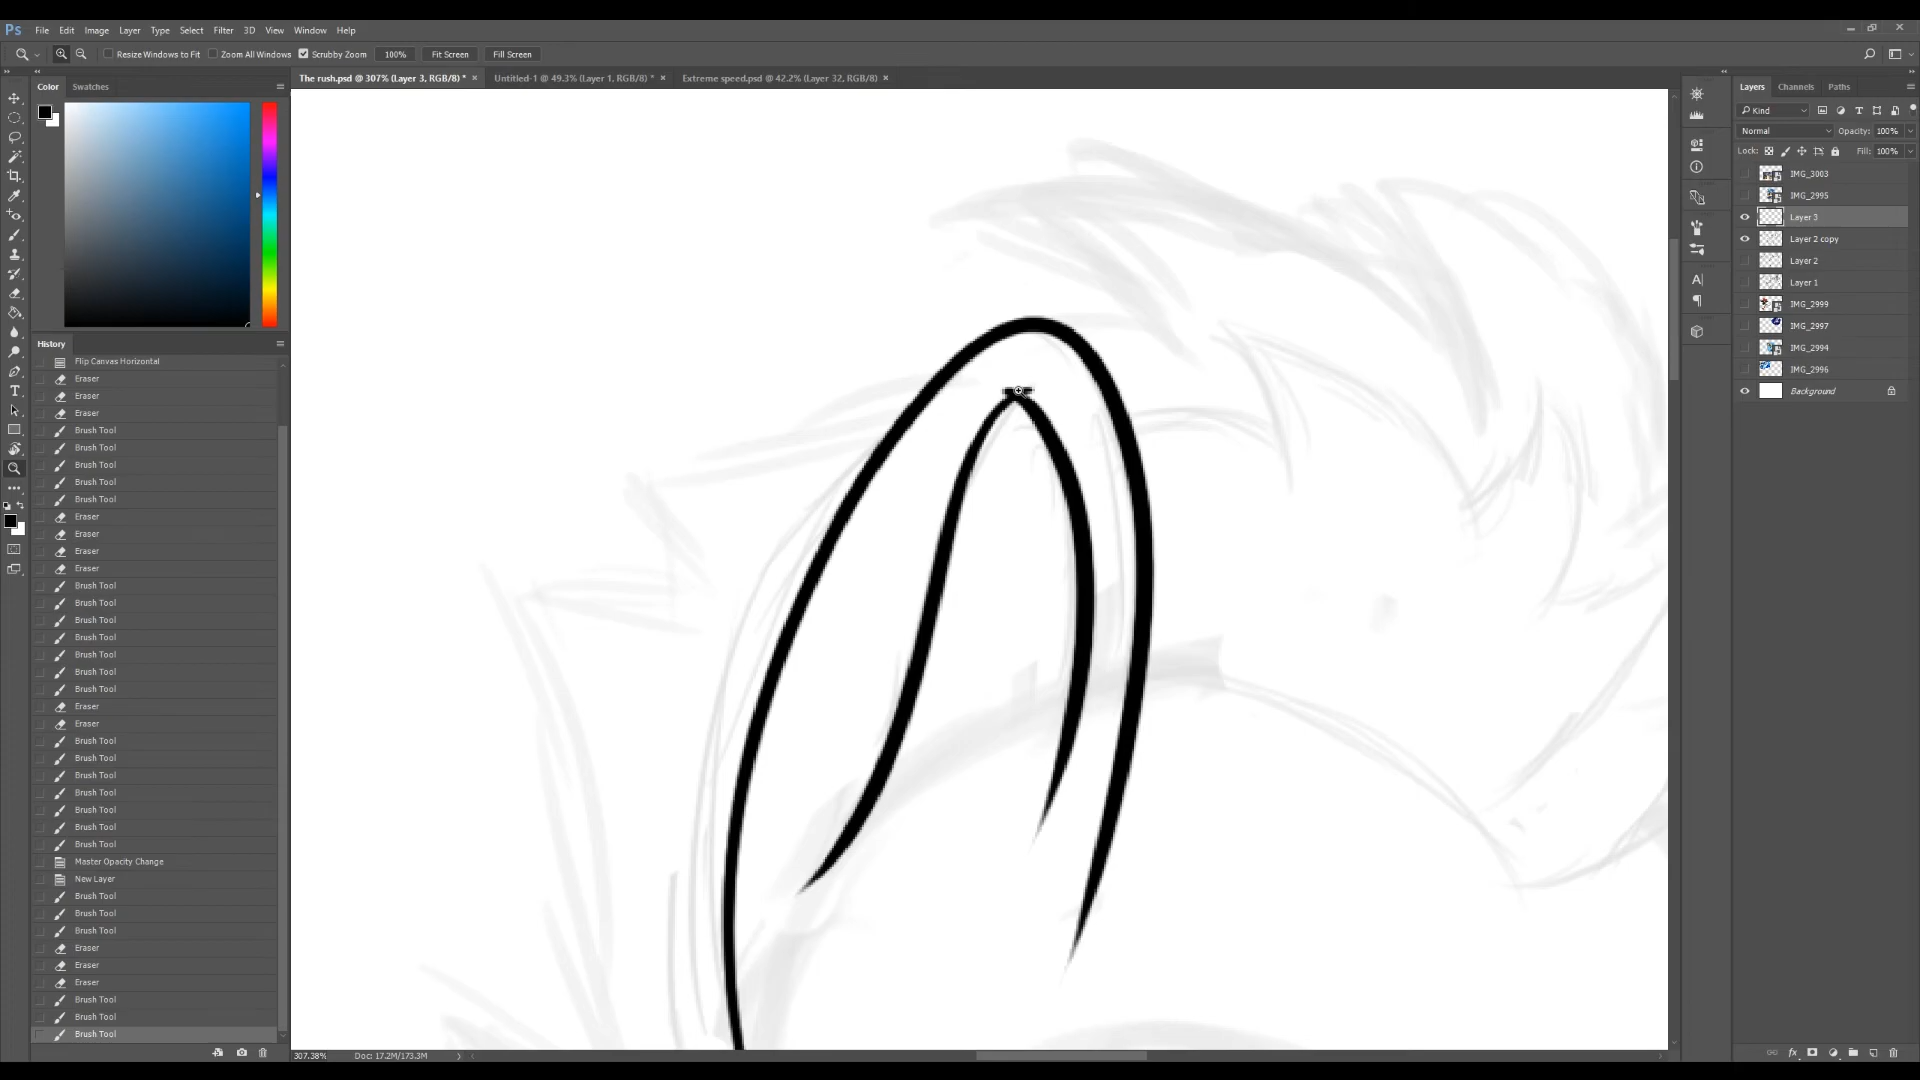 Ps File Edit Image Layer Type Select Filter 3D View Window Help
Resize Windows to Fit Zoom All Windows Scrubby Zoom 100% Fit Screen Fill Screen
The rush.psd @ 307% (Layer 3, RGB/8) * Untitled-1 @ 49.3% (Layer 1, RGB/8) * Extreme speed.psd @ 42.2% (Layer 32, RGB/8)
Color Swatches
History
Flip Canvas Horizontal
Eraser
Eraser
Eraser
Brush Tool
Brush Tool
Brush Tool
Brush Tool
Brush Tool
Eraser
Eraser
Eraser
Eraser
Brush Tool
Brush Tool
Brush Tool
Brush Tool
Brush Tool
Brush Tool
Brush Tool
Eraser
Eraser
Brush Tool
Brush Tool
Brush Tool
Brush Tool
Brush Tool
Brush Tool
Brush Tool
Master Opacity Change
New Layer
Brush Tool
Brush Tool
Brush Tool
Eraser
Eraser
Eraser
Brush Tool
Brush Tool
Brush Tool
307.38% Doc: 17.2M/173.3M
Layers Channels Paths
Kind
Normal Opacity: 100%
Lock: Fill: 100%
IMG_3003
IMG_2995
Layer 3
Layer 2 copy
Layer 2
Layer 1
IMG_2999
IMG_2997
IMG_2994
IMG_2996
Background